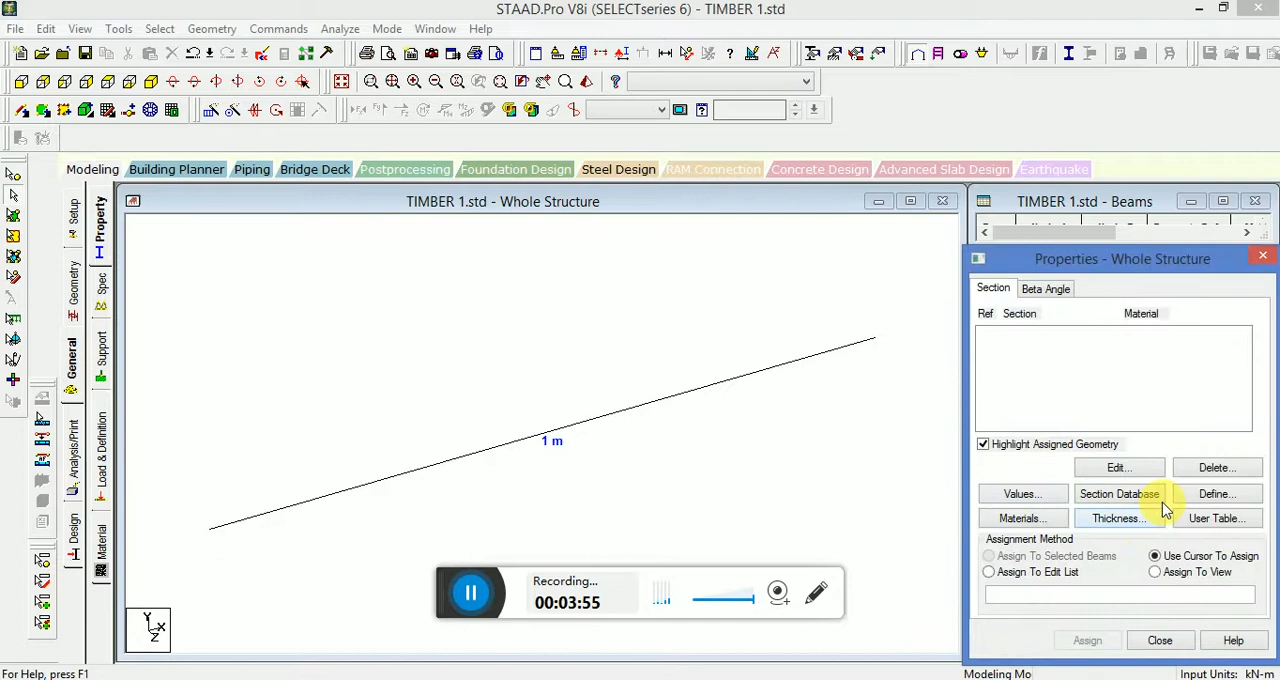 STAAD.Pro V8i (SELECTseries 6) - TIMBER 1.std
File Edit View Tools Select Geometry Commands Analyze Mode Window Help
Modeling Building Planner Piping Bridge Deck Postprocessing Foundation Design Steel Design RAM Connection Concrete Design Advanced Slab Design Earthquake
Setup
Geometry
General
Analysis/Print
Design
Property
Spec
Support
Load & Definition
Material
TIMBER 1.std - Whole Structure
1 m
Y
X
Z
TIMBER 1.std - Beams
Properties - Whole Structure
Section Beta Angle
Ref Section Material
Highlight Assigned Geometry
Edit... Delete...
Values... Section Database Define...
Materials... Thickness... User Table...
Assignment Method
Assign To Selected Beams Use Cursor To Assign
Assign To Edit List Assign To View
Assign Close Help
Recording...
00:03:55
For Help, press F1 Modeling Mo Input Units: kN-m